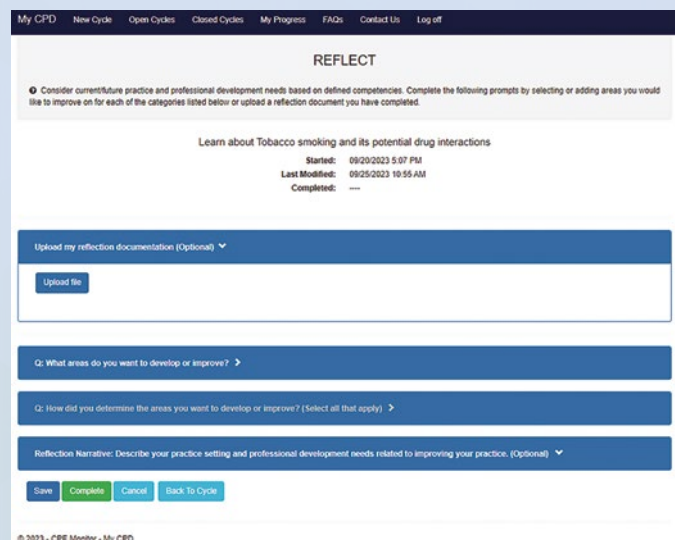 My CPD New Cycle Open Cycles Closed Cycles My Progress FAQs Contact Us Log off
REFLECT
Consider current/future practice and professional development needs based on defined competencies. Complete the following prompts by selecting or adding areas you would
like to improve on for each of the categories listed below or upload a reflection document you have completed.
Learn about Tobacco smoking and its potential drug interactions
Started: 09/20/2023 5:07 PM
Last Modified: 09/25/2023 10:55 AM
Completed: ----
Upload my reflection documentation (Optional)
Upload file
Q: What areas do you want to develop or improve?
Q: How did you determine the areas you want to develop or improve? (Select all that apply)
Reflection Narrative: Describe your practice setting and professional development needs related to improving your practice. (Optional)
Save Complete Cancel Back To Cycle
© 2023 - CPE Monitor - My CPD